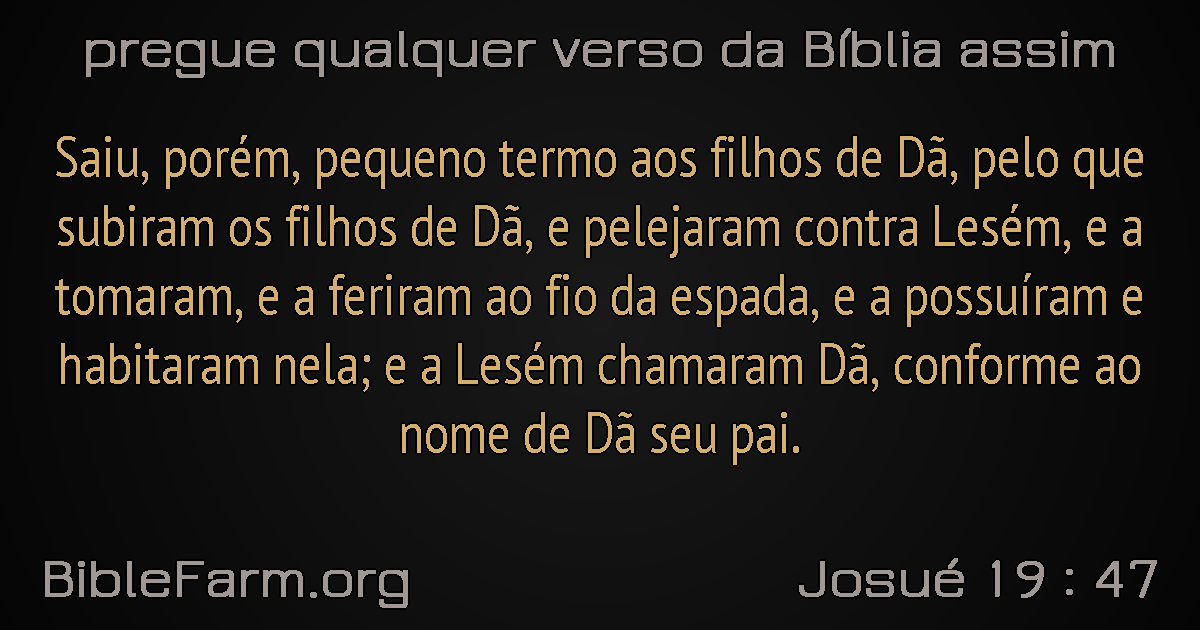 pregue qualquer verso da Bíblia assim
Saiu, porém, pequeno termo aos filhos de Dã, pelo que
subiram os filhos de Dã, e pelejaram contra Lesém, e a
tomaram, e a feriram ao fio da espada, e a possuíram e
habitaram nela; e a Lesém chamaram Dã, conforme ao
nome de Dã seu pai.
BibleFarm.org
Josué 19 : 47